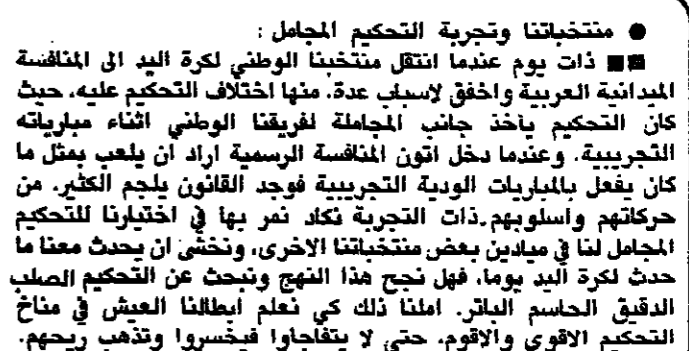 ● منتخباتنا وتجربة التحكيم المجامل :
■■ ذات يوم عندما انتقل منتخبنا الوطني لكرة اليد الى المنافسة
الميدانية العربية واخفق لاسباب عدة، منها اختلاف التحكيم عليه، حيث
كان التحكيم يأخذ جانب المجاملة لفريقنا الوطني اثناء مبارياته
التجريبية. وعندما دخل اتون المنافسة الرسمية اراد ان يلعب بمثل ما
كان يفعل بالمباريات الودية التجريبية فوجد القانون يلجم الكثير. من
حركاتهم واسلوبهم.ذات التجربة نكاد نمر بها في اختيارنا للتحكيم
المجامل لنا في ميادين بعض منتخباتنا الاخرى، ونخشى ان يحدث معنا ما
حدث لكرة اليد يوما، فهل نجح هذا النهج ونبحث عن التحكيم الصلب
الدقيق الحاسم الباتر. املنا ذلك كي نعلم ابطالنا العيش في مناخ
التحكيم الاقوى والاقوم، حتى لا يتفاجاوا فيخسروا وتذهب ريحهم.